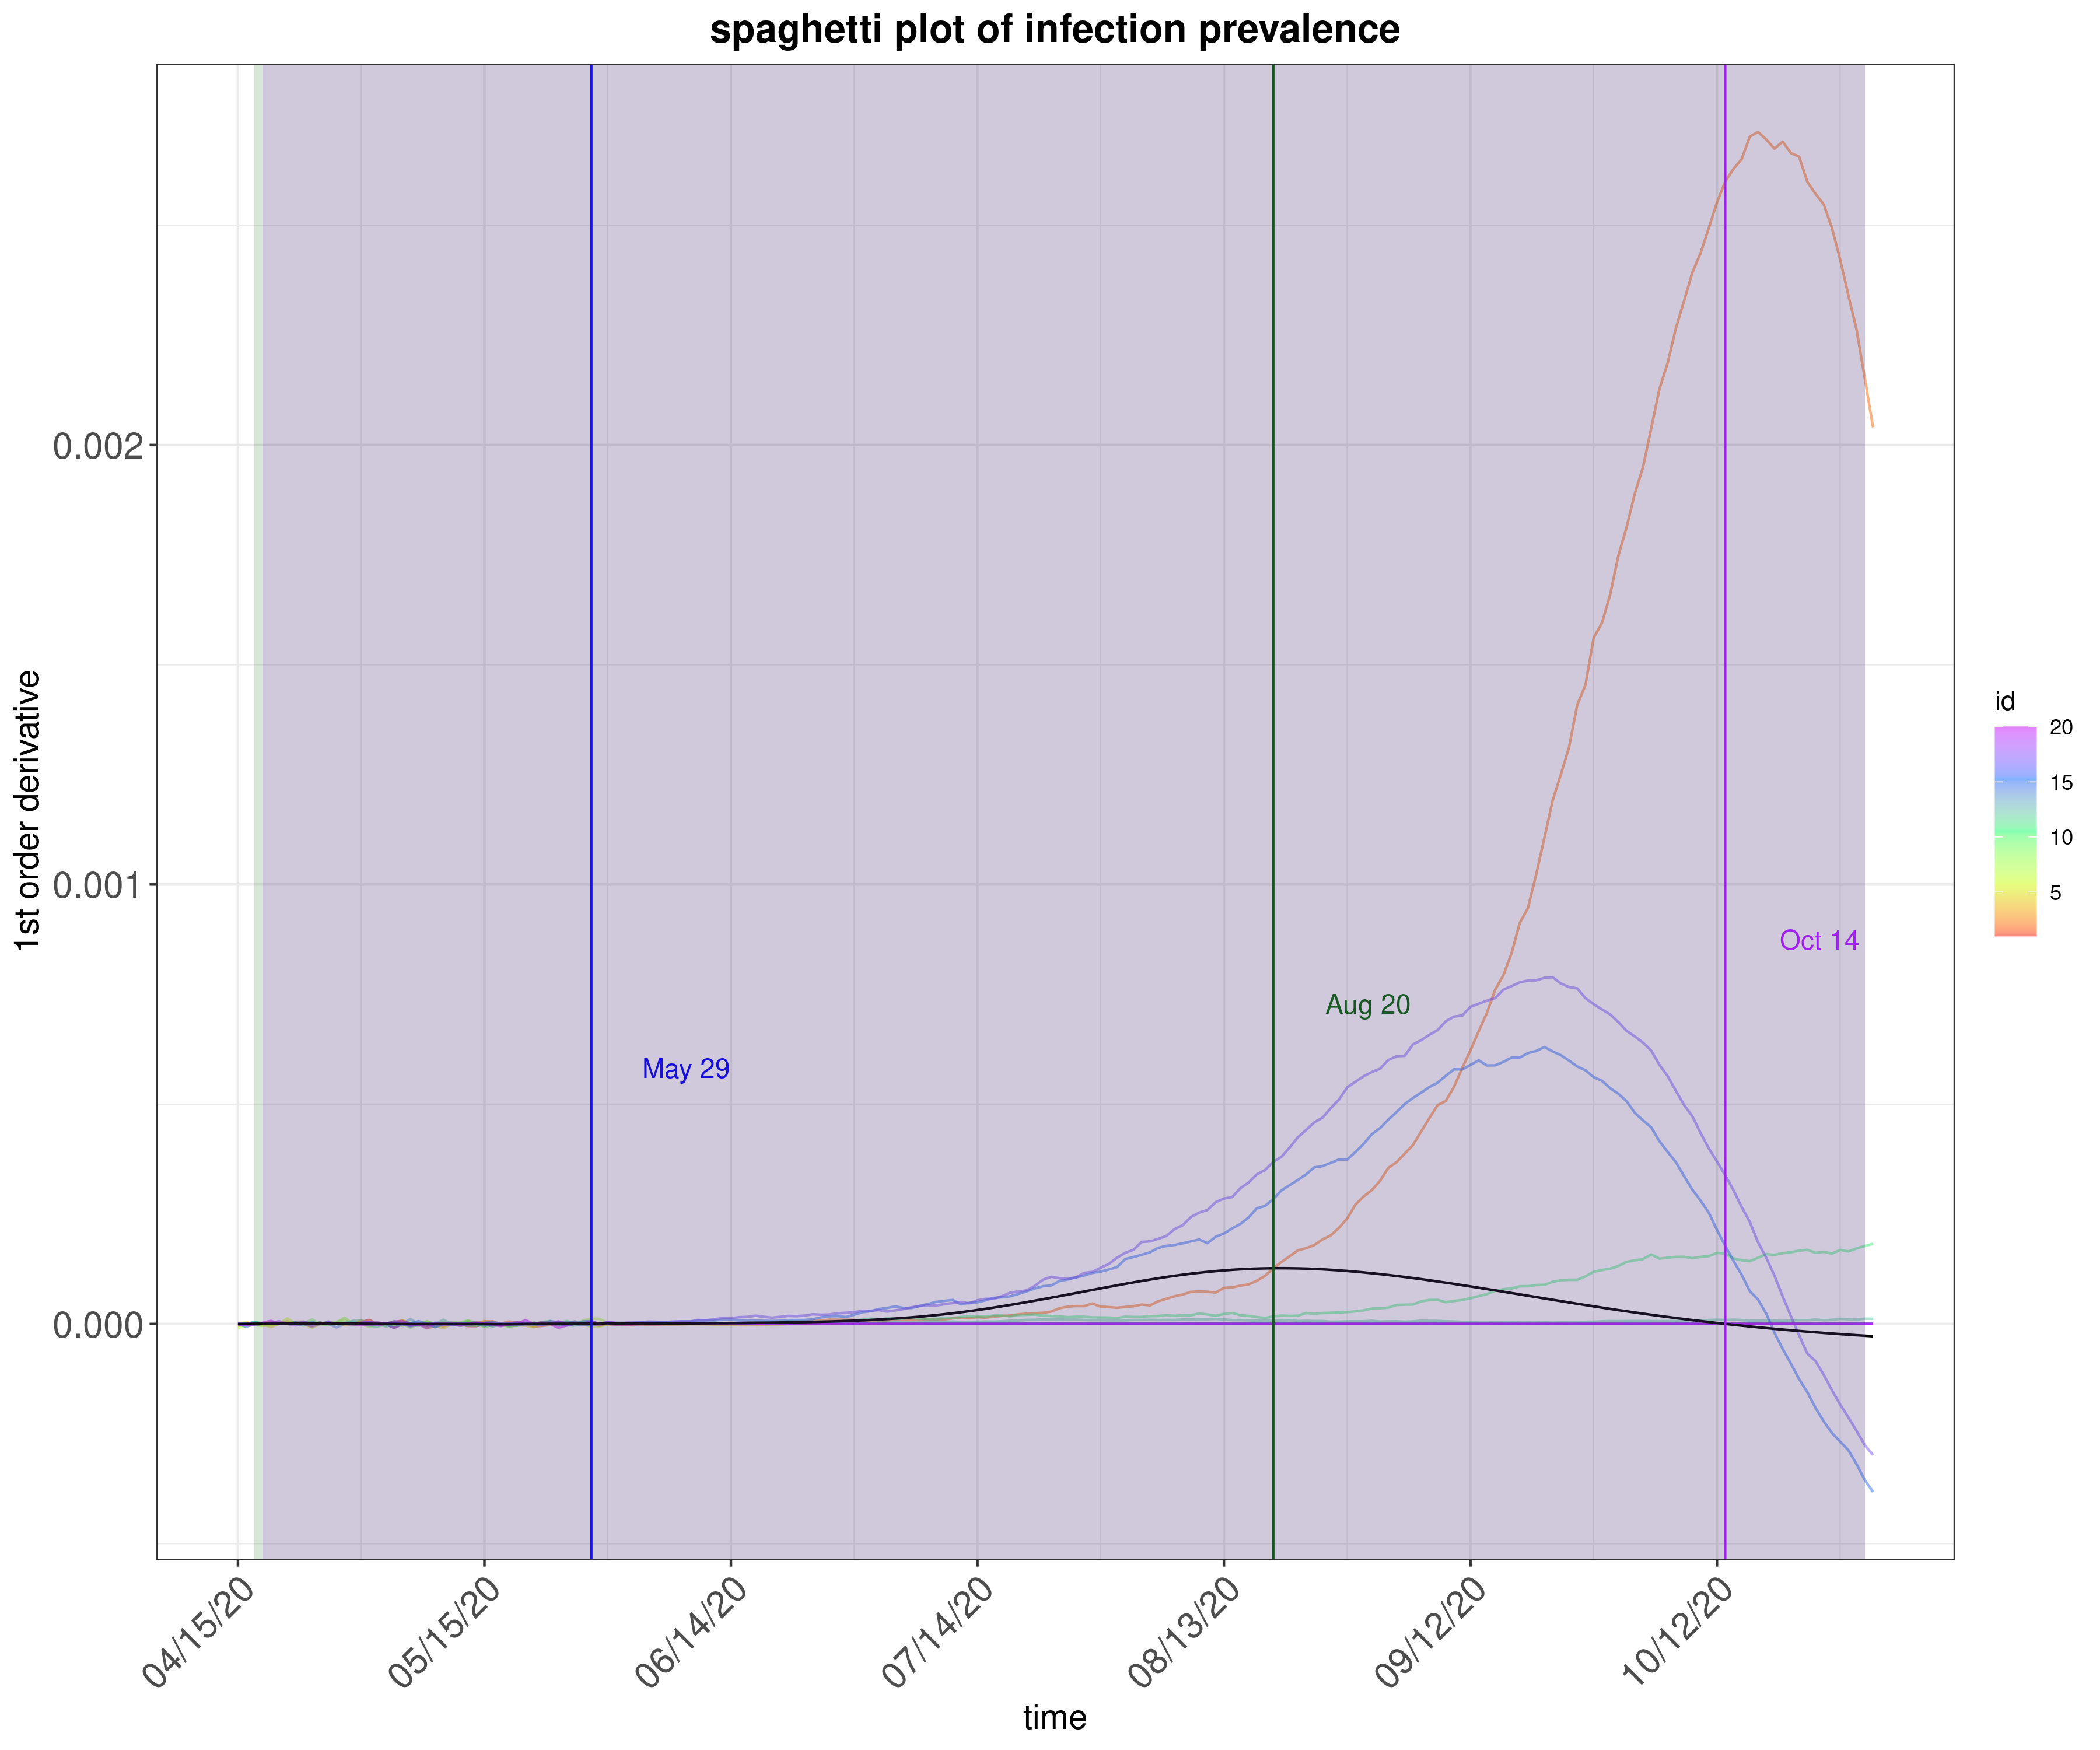 spaghetti plot of infection prevalence
1st order derivative
0.002
0.001
0.000
May 29
Aug 20
Oct 14
id
20
15
10
5
04/15/20
05/15/20
06/14/20
07/14/20
08/13/20
09/12/20
10/12/20
time